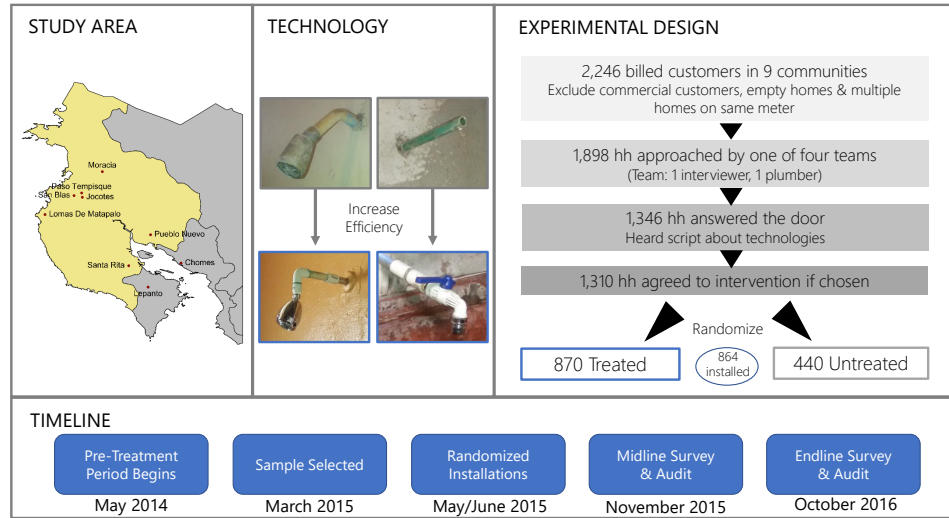 STUDY AREA
Moracia
Paso Tempisque
San Blas
Jocotes
Lomas De Matapalo
Pueblo Nuevo
Santa Rita
Chomes
Lepanto
TECHNOLOGY
Increase
Efficiency
EXPERIMENTAL DESIGN
2,246 billed customers in 9 communities
Exclude commercial customers, empty homes & multiple
homes on same meter
1,898 hh approached by one of four teams
(Team: 1 interviewer, 1 plumber)
1,346 hh answered the door
Heard script about technologies
1,310 hh agreed to intervention if chosen
Randomize
870 Treated
864
installed
440 Untreated
TIMELINE
Pre-Treatment
Period Begins
May 2014
Sample Selected
March 2015
Randomized
Installations
May/June 2015
Midline Survey
& Audit
November 2015
Endline Survey
& Audit
October 2016